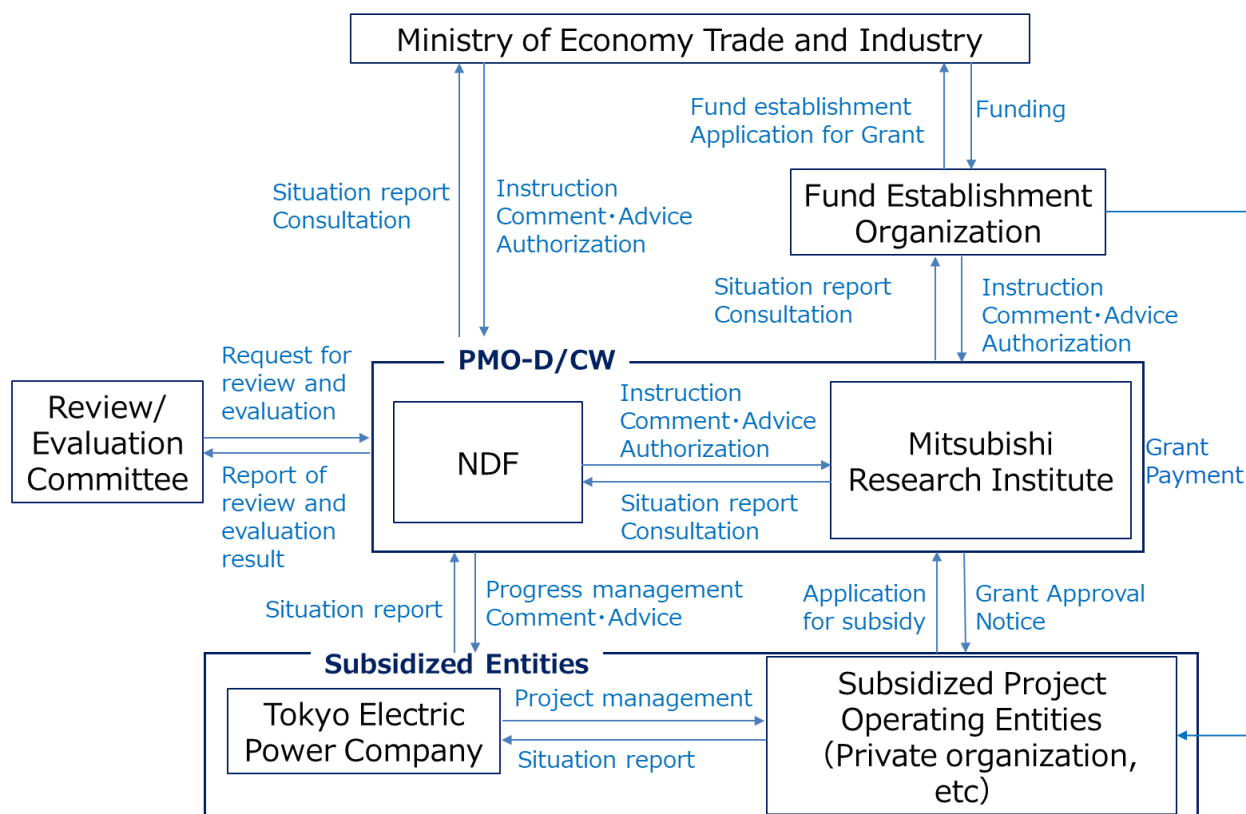 Ministry of Economy Trade and Industry
Fund establishment
Application for Grant
Funding
Situation report
Consultation
Instruction
Comment・Advice
Authorization
Fund Establishment
Organization
Situation report
Consultation
Instruction
Comment・Advice
Authorization
PMO-D/CW
Request for
review and
evaluation
Review/
Evaluation
Committee
Report of
review and
evaluation
result
NDF
Instruction
Comment・Advice
Authorization
Situation report
Consultation
Mitsubishi
Research Institute
Grant
Payment
Situation report
Progress management
Comment・Advice
Application
for subsidy
Grant Approval
Notice
Subsidized Entities
Tokyo Electric
Power Company
Project management
Situation report
Subsidized Project
Operating Entities
(Private organization,
etc)